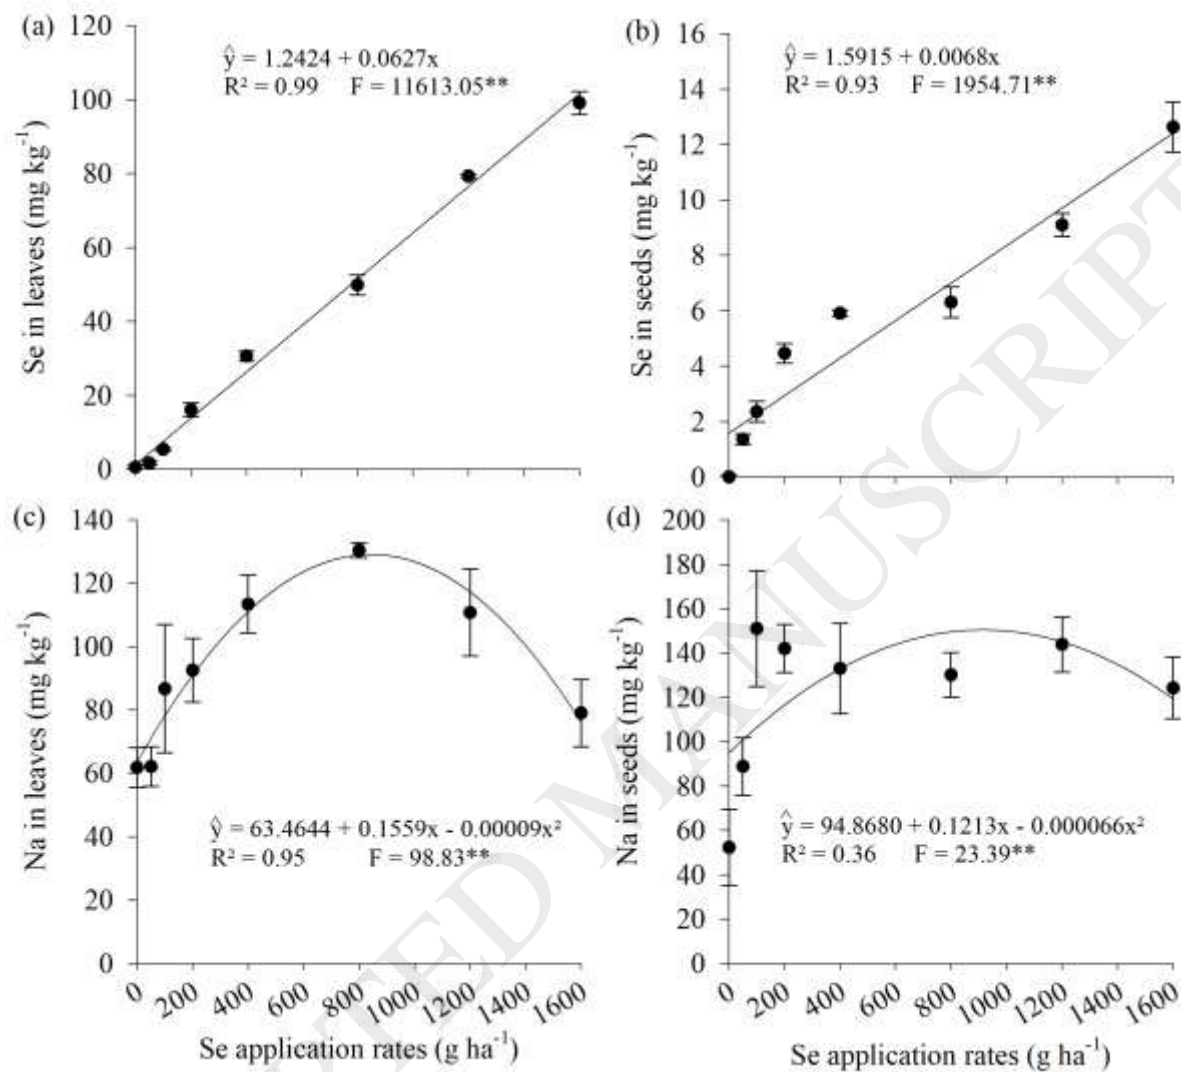 (a)
120
100
80
60
40
20
0
Se in leaves (mg kg⁻¹)
ŷ = 1.2424 + 0.0627x
R² = 0.99 F = 11613.05**
(b)
16
14
12
10
8
6
4
2
0
Se in seeds (mg kg⁻¹)
ŷ = 1.5915 + 0.0068x
R² = 0.93 F = 1954.71**
(c)
140
120
100
80
60
40
20
0
Na in leaves (mg kg⁻¹)
ŷ = 63.4644 + 0.1559x - 0.00009x²
R² = 0.95 F = 98.83**
0 200 400 600 800 1000 1200 1400 1600
Se application rates (g ha⁻¹)
(d)
200
180
160
140
120
100
80
60
40
20
0
Na in seeds (mg kg⁻¹)
ŷ = 94.8680 + 0.1213x - 0.000066x²
R² = 0.36 F = 23.39**
0 200 400 600 800 1000 1200 1400 1600
Se application rates (g ha⁻¹)
TED MANUSCRIPT